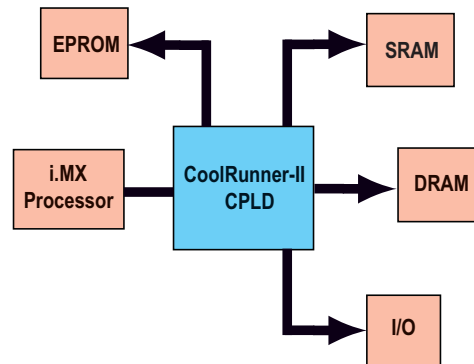 EPROM
SRAM
i.MX
Processor
CoolRunner-II
CPLD
DRAM
I/O